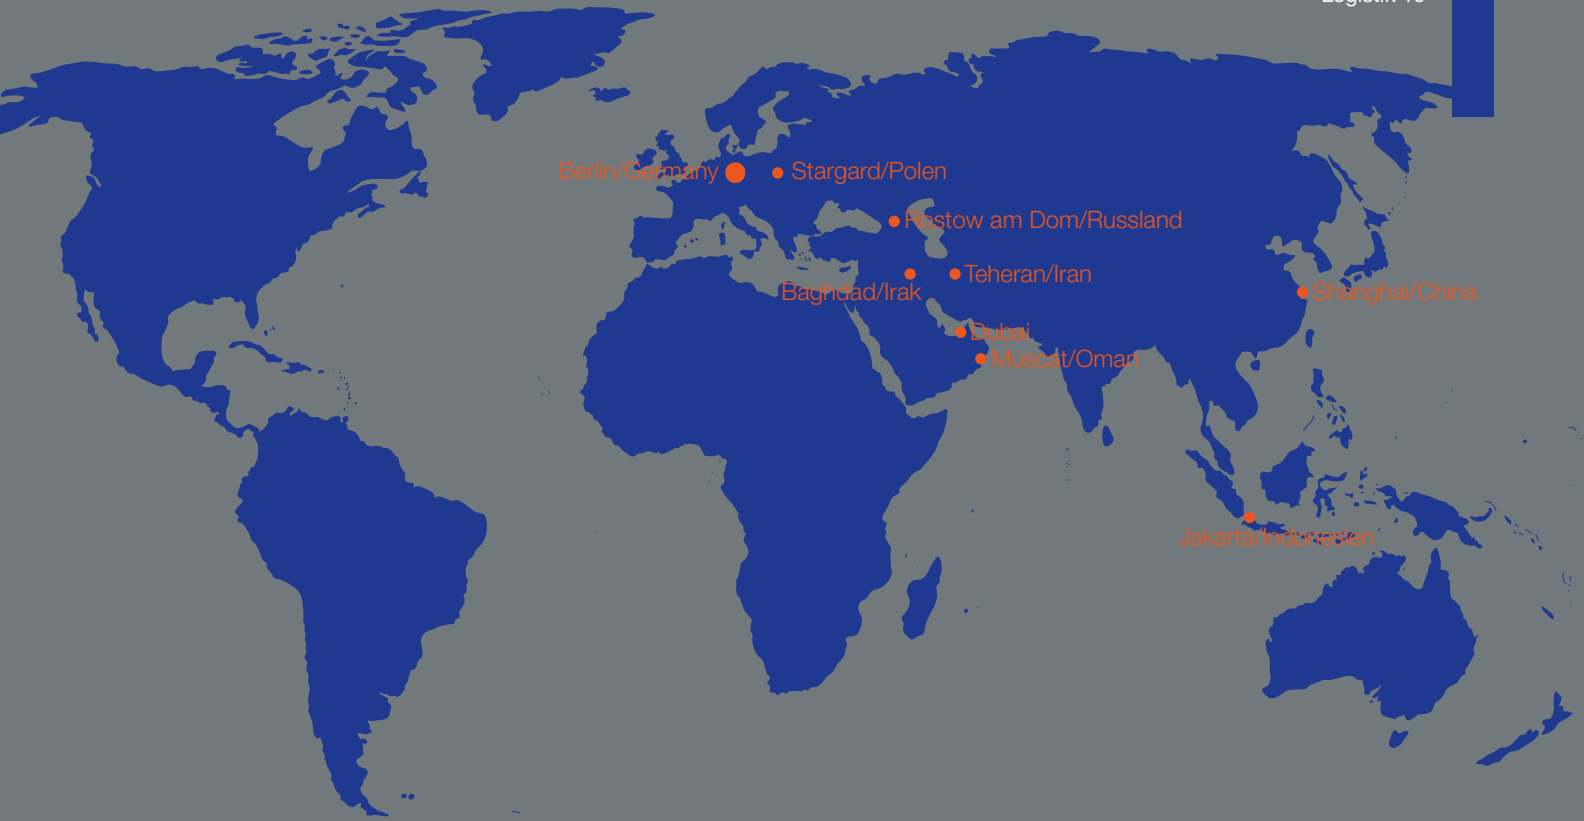 Logistik
Berlin/Germany
Stargard/Polen
Rostow am Dom/Russland
Teheran/Iran
Baghdad/Irak
Shanghai/China
Dubai
Muscat/Oman
Jakarta/Indonesien